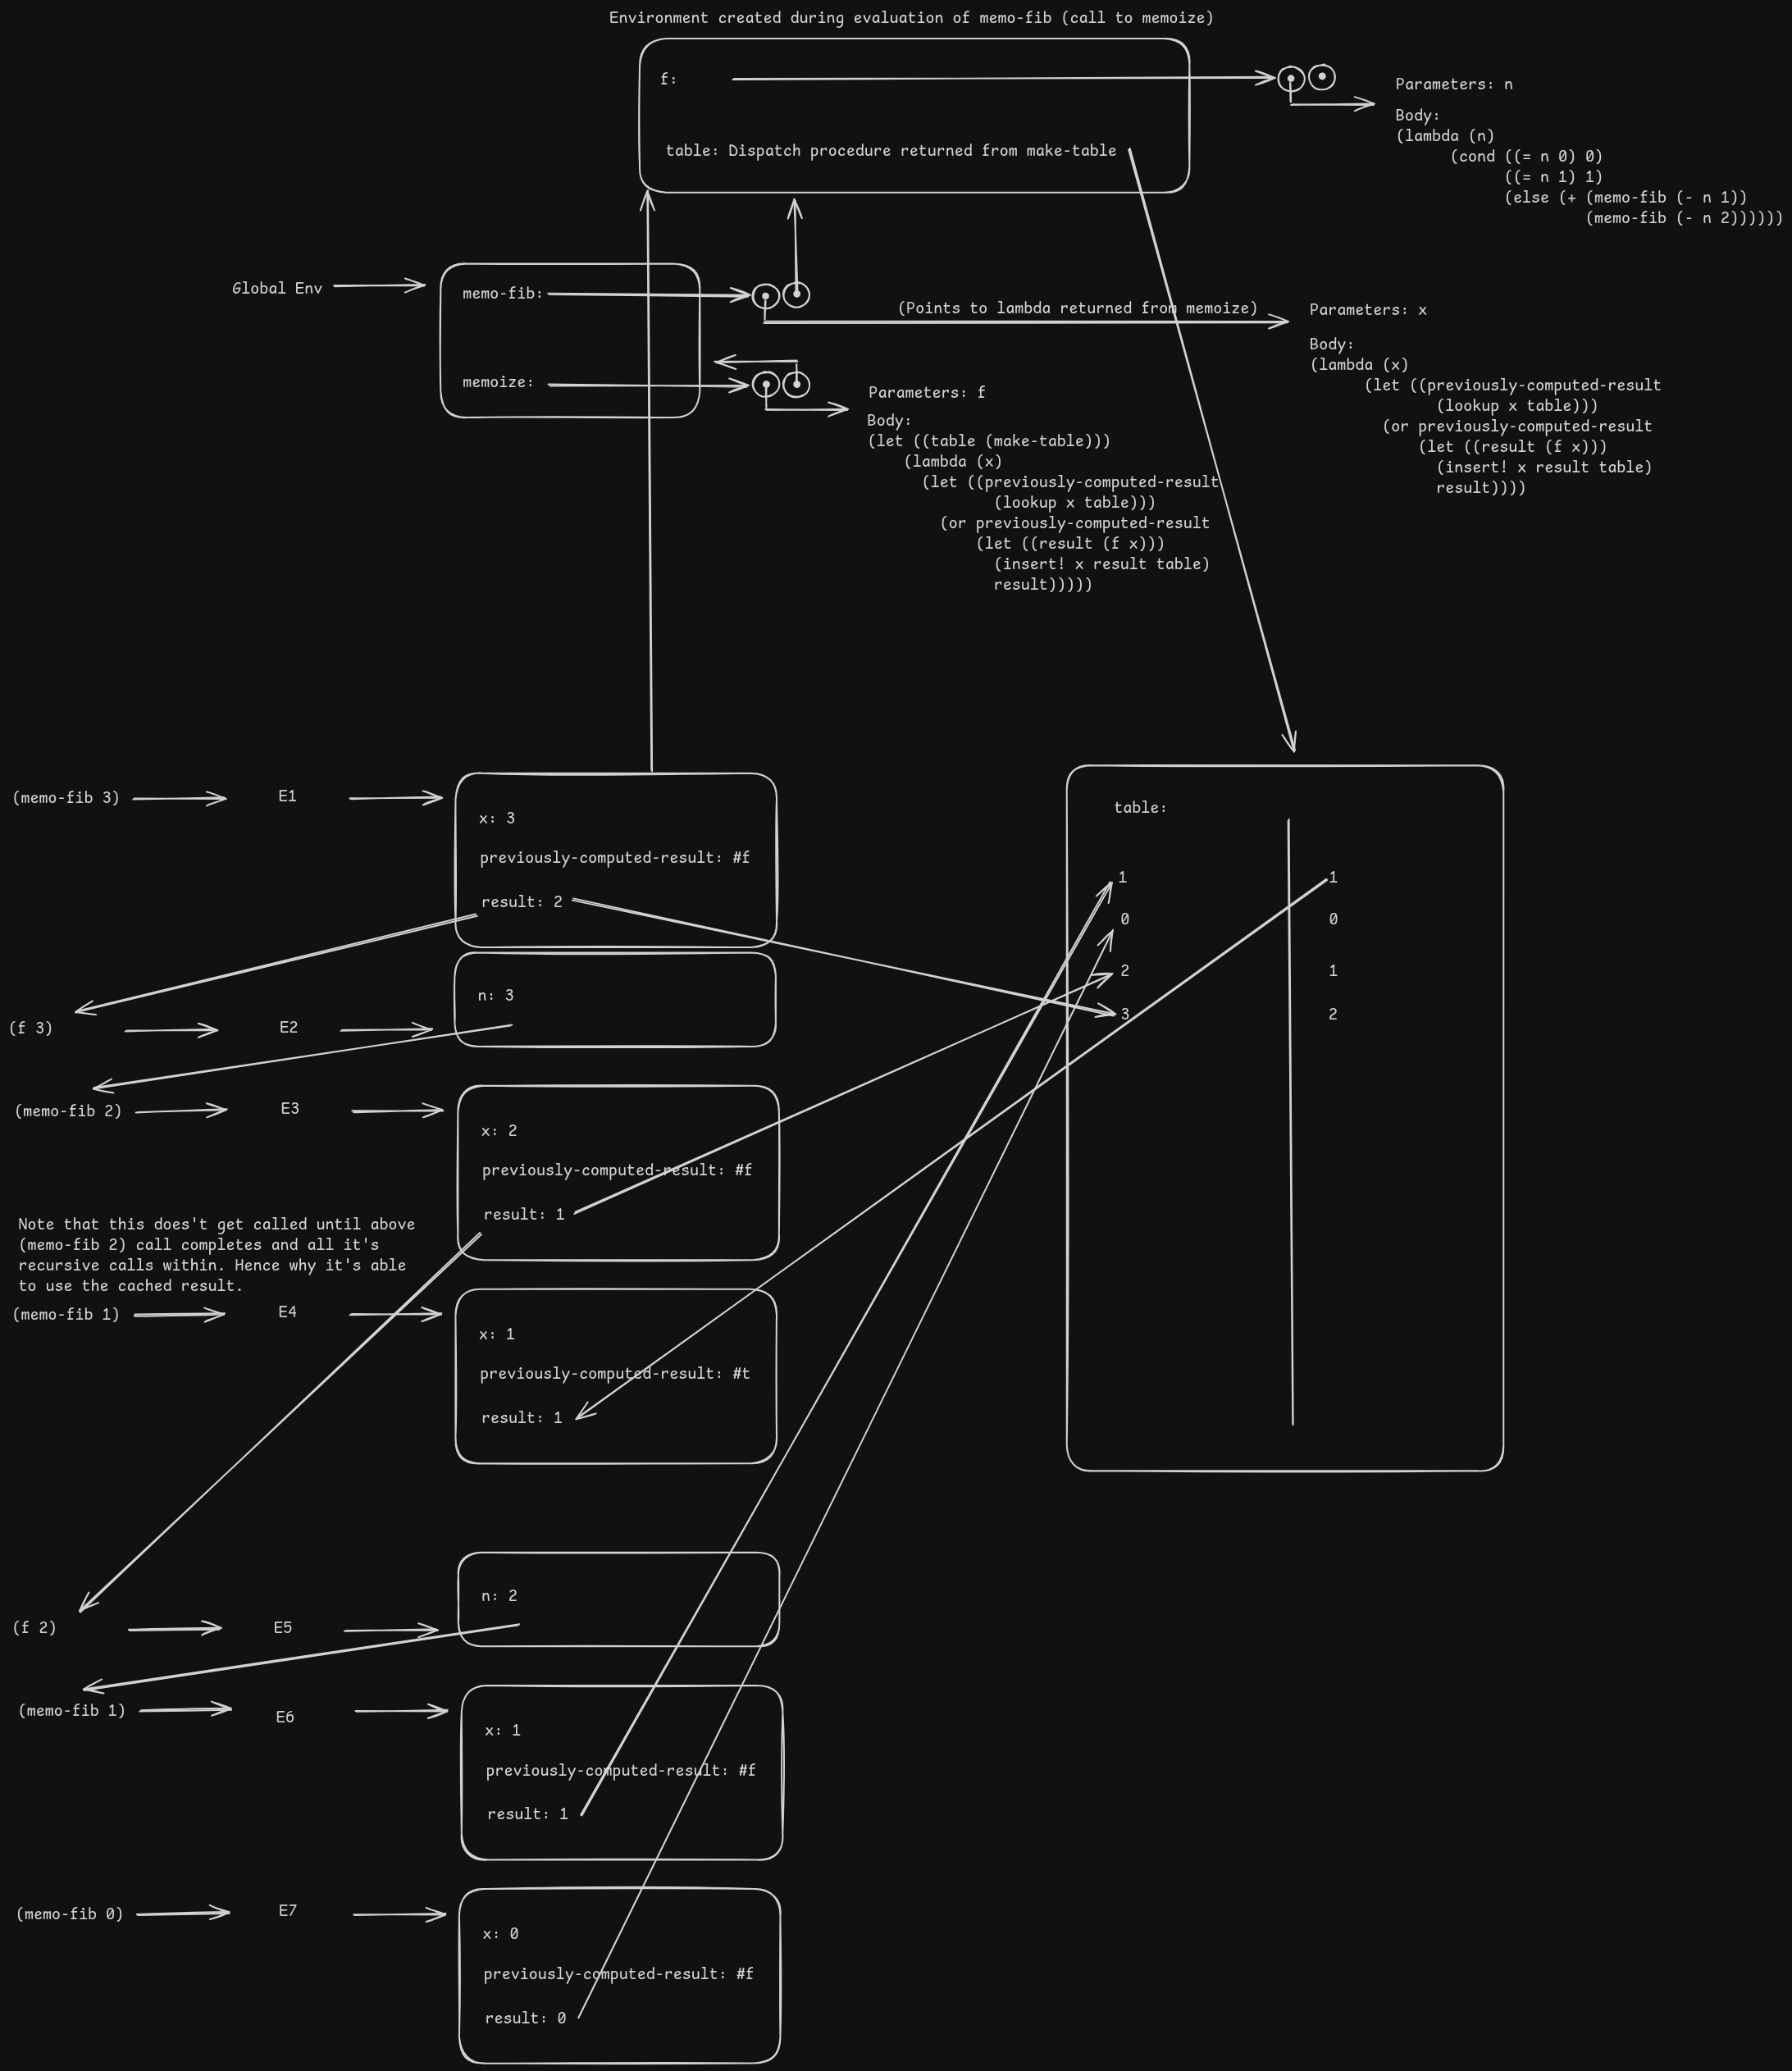 Environment created during evaluation of memo-fib (call to memoize)
f:
table: Dispatch procedure returned from make-table
Parameters: n
Body:
(lambda (n)
(cond ((= n 0) 0)
((= n 1) 1)
(else (+ (memo-fib (- n 1))
(memo-fib (- n 2))))))
Global Env
memo-fib:
memoize:
(Points to lambda returned from memoize)
Parameters: x
Body:
(lambda (x)
(let ((previously-computed-result
(lookup x table)))
(or previously-computed-result
(let ((result (f x)))
(insert! x result table)
result))))
Parameters: f
Body:
(let ((table (make-table)))
(lambda (x)
(let ((previously-computed-result
(lookup x table)))
(or previously-computed-result
(let ((result (f x)))
(insert! x result table)
result)))))
(memo-fib 3)
E1
x: 3
previously-computed-result: #f
result: 2
table:
1 1
0 0
2 1
3 2
(f 3)
E2
n: 3
(memo-fib 2)
E3
x: 2
previously-computed-result: #f
result: 1
Note that this does't get called until above
(memo-fib 2) call completes and all it's
recursive calls within. Hence why it's able
to use the cached result.
(memo-fib 1)
E4
x: 1
previously-computed-result: #t
result: 1
(f 2)
E5
n: 2
(memo-fib 1)
E6
x: 1
previously-computed-result: #f
result: 1
(memo-fib 0)
E7
x: 0
previously-computed-result: #f
result: 0